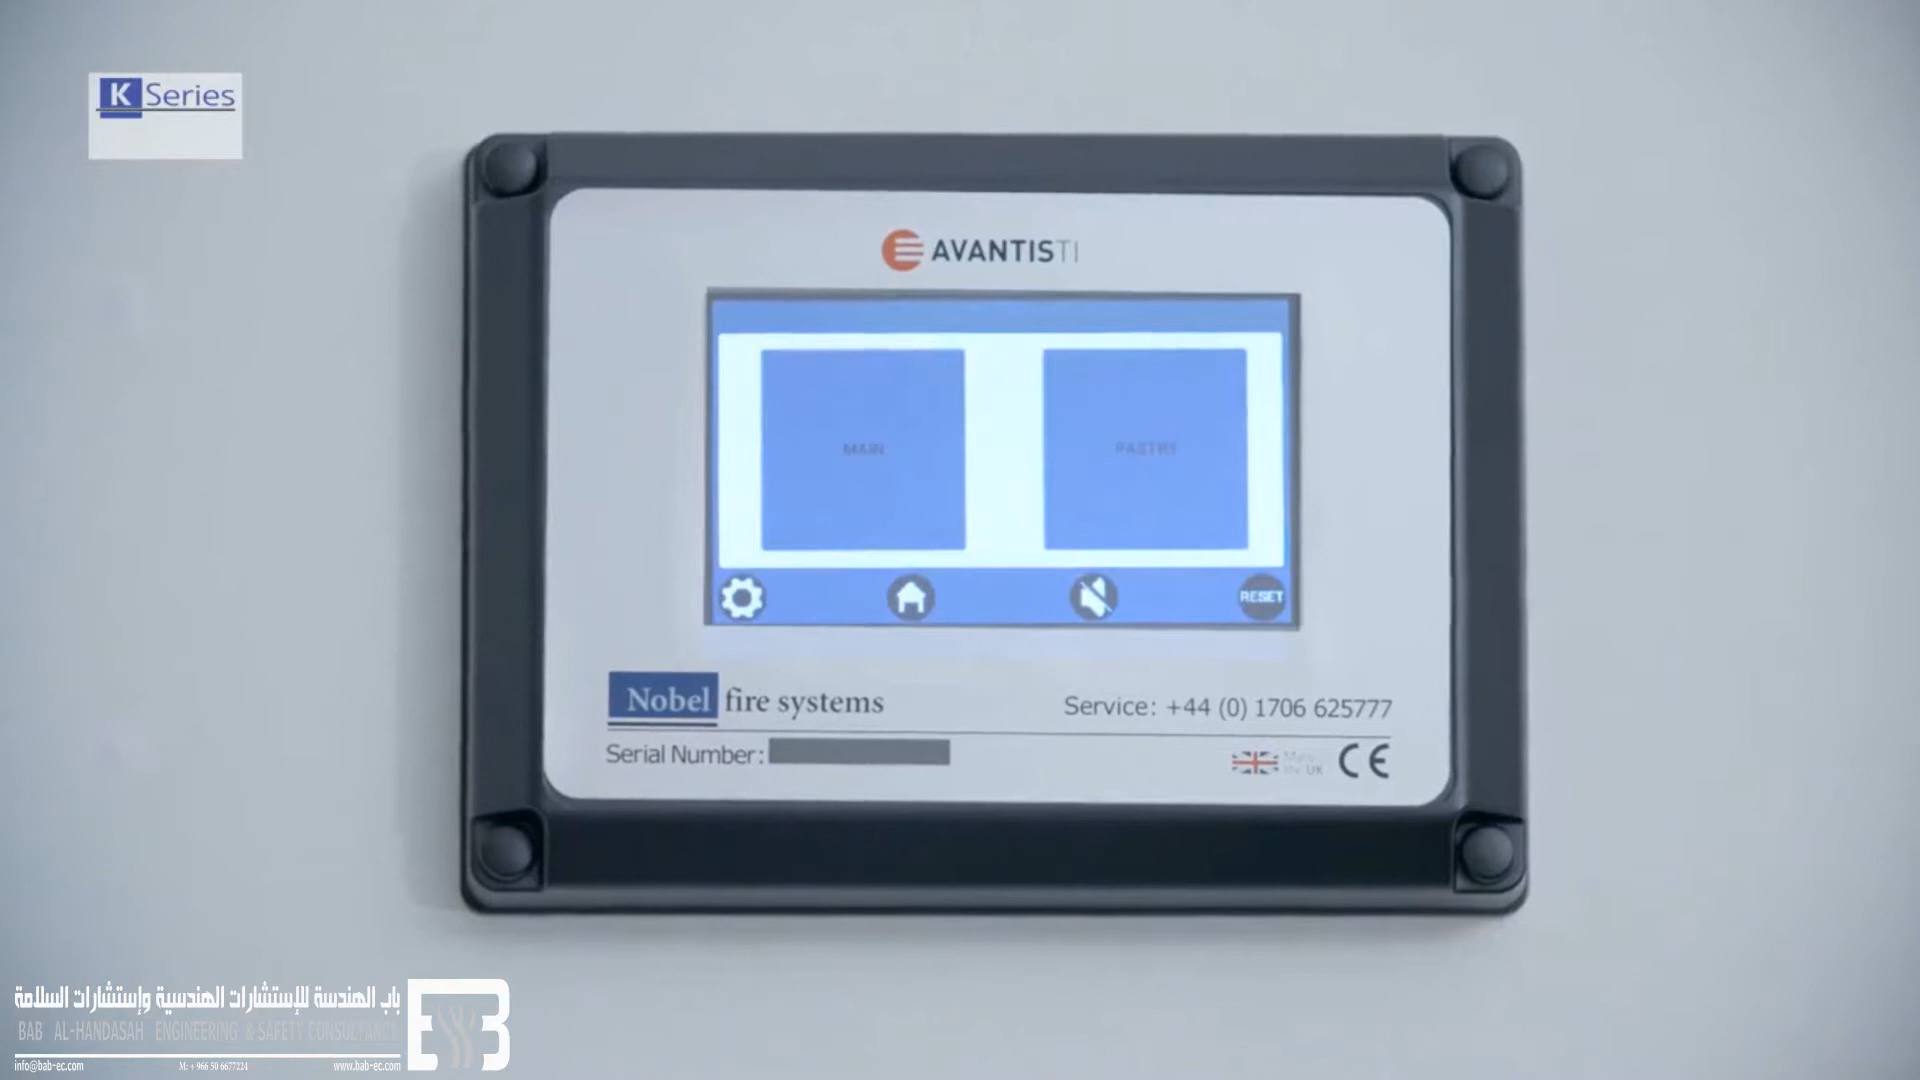 K Series
AVANTISTI
MAIN
PASTRY
RESET
Nobel fire systems
Service: +44 (0) 1706 625777
Serial Number:
Made in UK
CE
باب الهندسة للإستشارات الهندسية وإستشارات السلامة
BAB AL-HANDASAH ENGINEERING & SAFETY CONSULTANCY
info@bab-ec.com
M: + 966 50 6677224
www.bab-ec.com